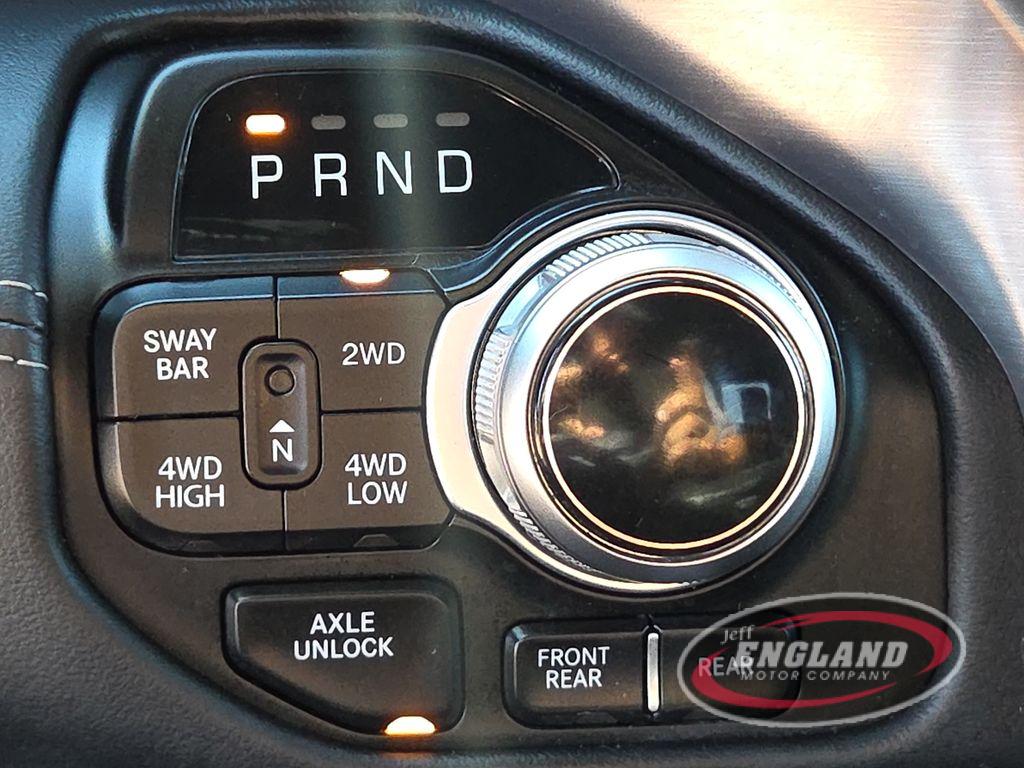 P R N D
SWAY
BAR
2WD
N
4WD
HIGH
4WD
LOW
AXLE
UNLOCK
FRONT
REAR
REAR
Jeff
ENGLAND
MOTOR COMPANY